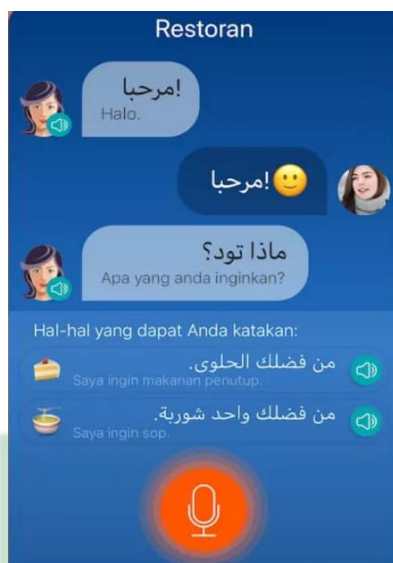 Restoran
مرحبا!
Halo.
مرحبا!🙂
ماذا تود؟
Apa yang anda inginkan?
Hal-hal yang dapat Anda katakan:
من فضلك الحلوى.
Saya ingin makanan penutup.
من فضلك واحد شوربة.
Saya ingin sop.